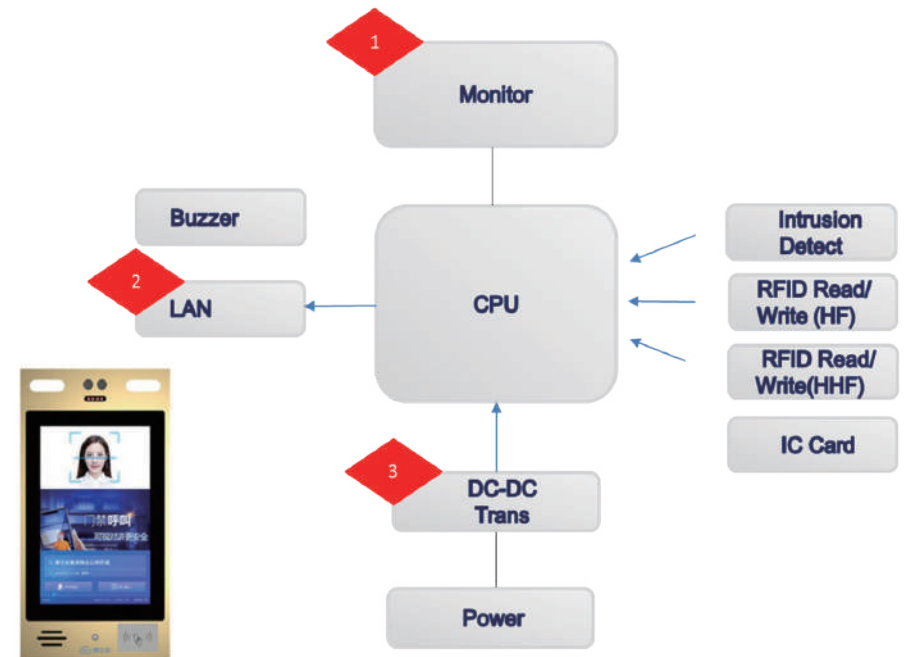 1
Monitor
Buzzer
Intrusion
Detect
2
LAN
CPU
RFID Read/
Write (HF)
RFID Read/
Write(HHF)
IC Card
3
DC-DC
Trans
Power
门禁呼叫